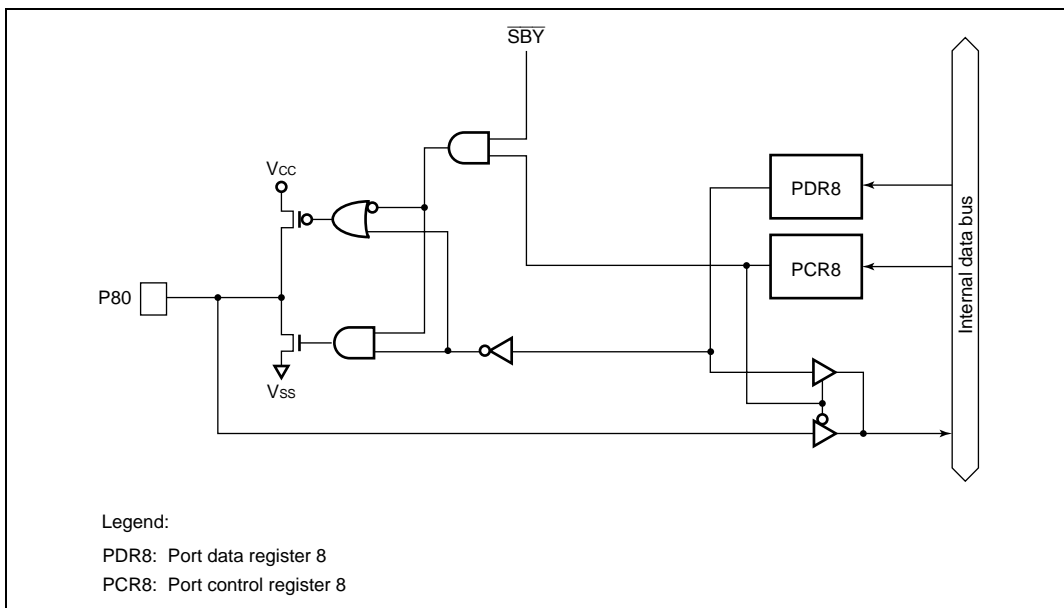 SBY
VCC
PDR8
PCR8
P80
VSS
Internal data bus
Legend:
PDR8: Port data register 8
PCR8: Port control register 8